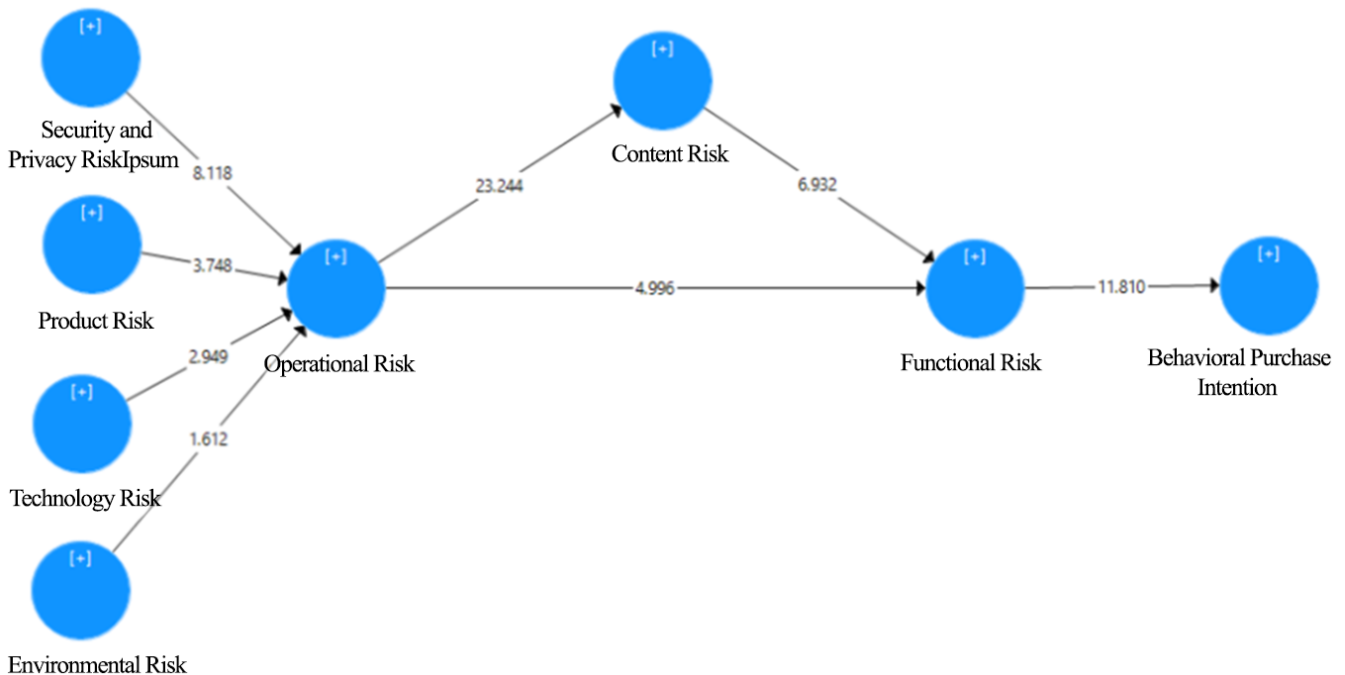 [+]
Security and
Privacy RiskIpsum
8.118
[+]
Product Risk
3.748
[+]
Technology Risk
2.949
[+]
Environmental Risk
1.612
[+]
Operational Risk
23.244
[+]
Content Risk
6.932
4.996
[+]
Functional Risk
11.810
[+]
Behavioral Purchase
Intention